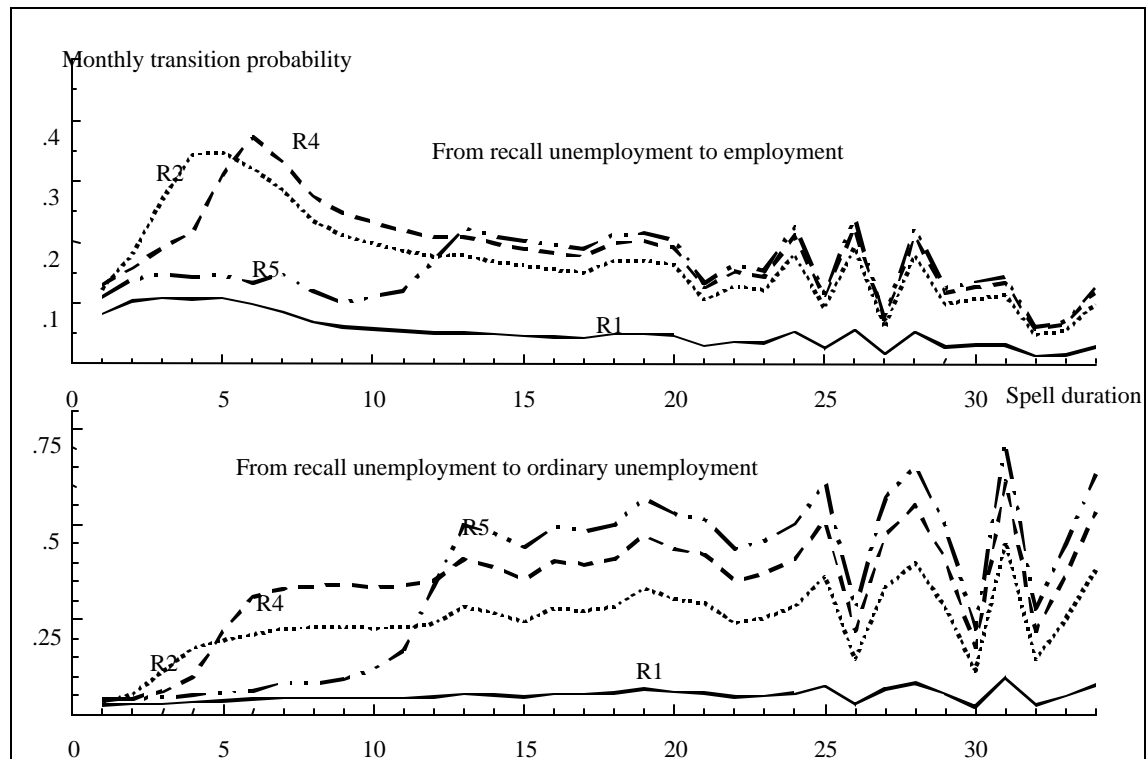 Monthly transition probability
.4
R4
From recall unemployment to employment
R2
.3
.2
R5
.1
R1
0 5 10 15 20 25 30 Spell duration
.75
From recall unemployment to ordinary unemployment
.5
R5
R4
.25
R2
R1
0 5 10 15 20 25 30